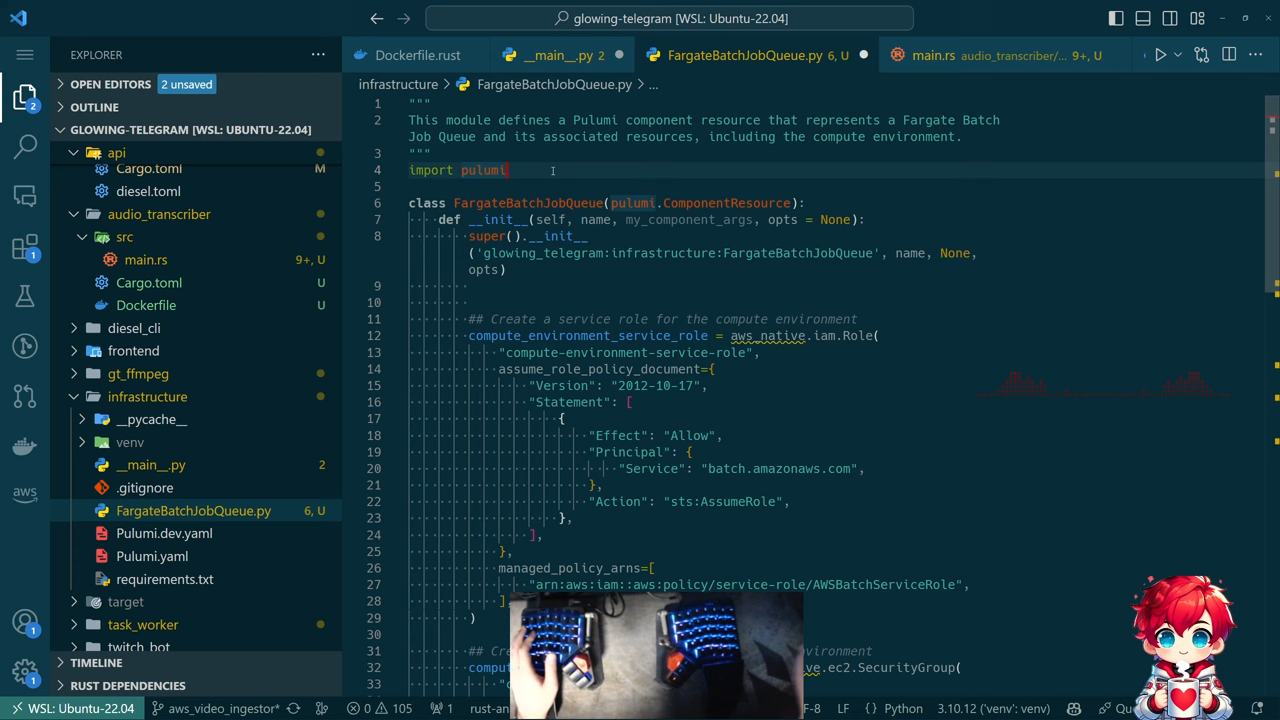 glowing-telegram [WSL: Ubuntu-22.04]
EXPLORER
Dockerfile.rust
__main__.py 2
FargateBatchJobQueue.py 6, U
main.rs audio_transcriber/... 9+, U
OPEN EDITORS 2 unsaved
OUTLINE
GLOWING-TELEGRAM [WSL: UBUNTU-22.04]
api
Cargo.toml M
diesel.toml
audio_transcriber
src
main.rs 9+, U
Cargo.toml U
Dockerfile U
diesel_cli
frontend
gt_ffmpeg
infrastructure
__pycache__
venv
__main__.py 2
.gitignore
FargateBatchJobQueue.py 6, U
Pulumi.dev.yaml
Pulumi.yaml
requirements.txt
target
task_worker
twitch_bot
TIMELINE
RUST DEPENDENCIES
2
1
1
1
aws
infrastructure > FargateBatchJobQueue.py > ...
1 """
2 This module defines a Pulumi component resource that represents a Fargate Batch
Job Queue and its associated resources, including the compute environment.
3 """
4 import pulumi
5
6 class FargateBatchJobQueue(pulumi.ComponentResource):
7 def __init__(self, name, my_component_args, opts = None):
8 super().__init__
('glowing_telegram:infrastructure:FargateBatchJobQueue', name, None,
opts)
9
10
11 ## Create a service role for the compute environment
12 compute_environment_service_role = aws_native.iam.Role(
13 "compute-environment-service-role",
14 assume_role_policy_document={
15 "Version": "2012-10-17",
16 "Statement": [
17 {
18 "Effect": "Allow",
19 "Principal": {
20 "Service": "batch.amazonaws.com",
21 },
22 "Action": "sts:AssumeRole",
23 },
24 ],
25 },
26 managed_policy_arns=[
27 "arn:aws:iam::aws:policy/service-role/AWSBatchServiceRole",
28 ]
29 )
30
31
32 .ec2.SecurityGroup(
33
WSL: Ubuntu-22.04 aws_video_ingestor* 0 105 1 LF Python 3.10.12 ('venv': venv)